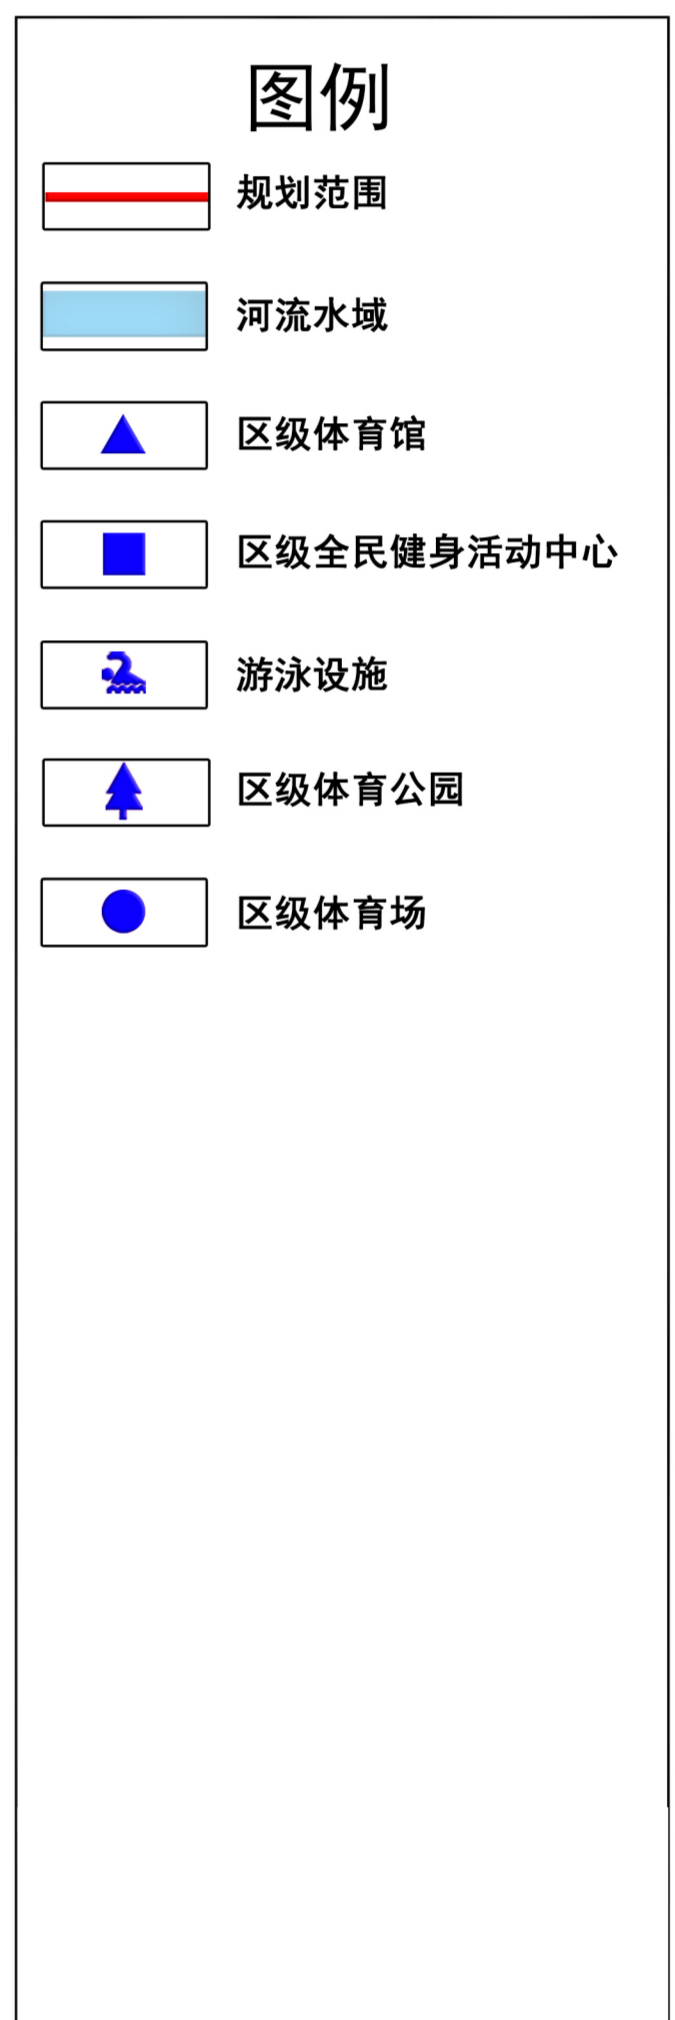 图例
规划范围
河流水域
区级体育馆
区级全民健身活动中心
游泳设施
区级体育公园
区级体育场